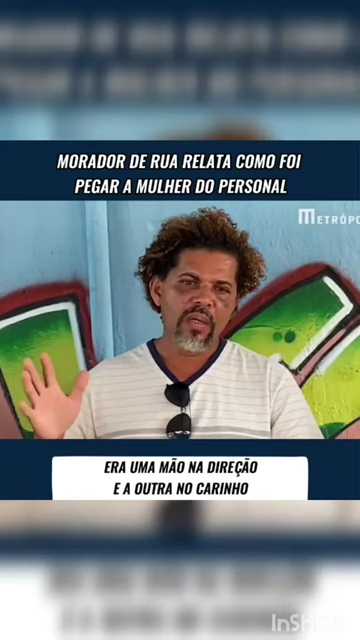 MORADOR DE RUA RELATA COMO FOI
PEGAR A MULHER DO PERSONAL
METRÓPO
ERA UMA MÃO NA DIREÇÃO
E A OUTRA NO CARINHO